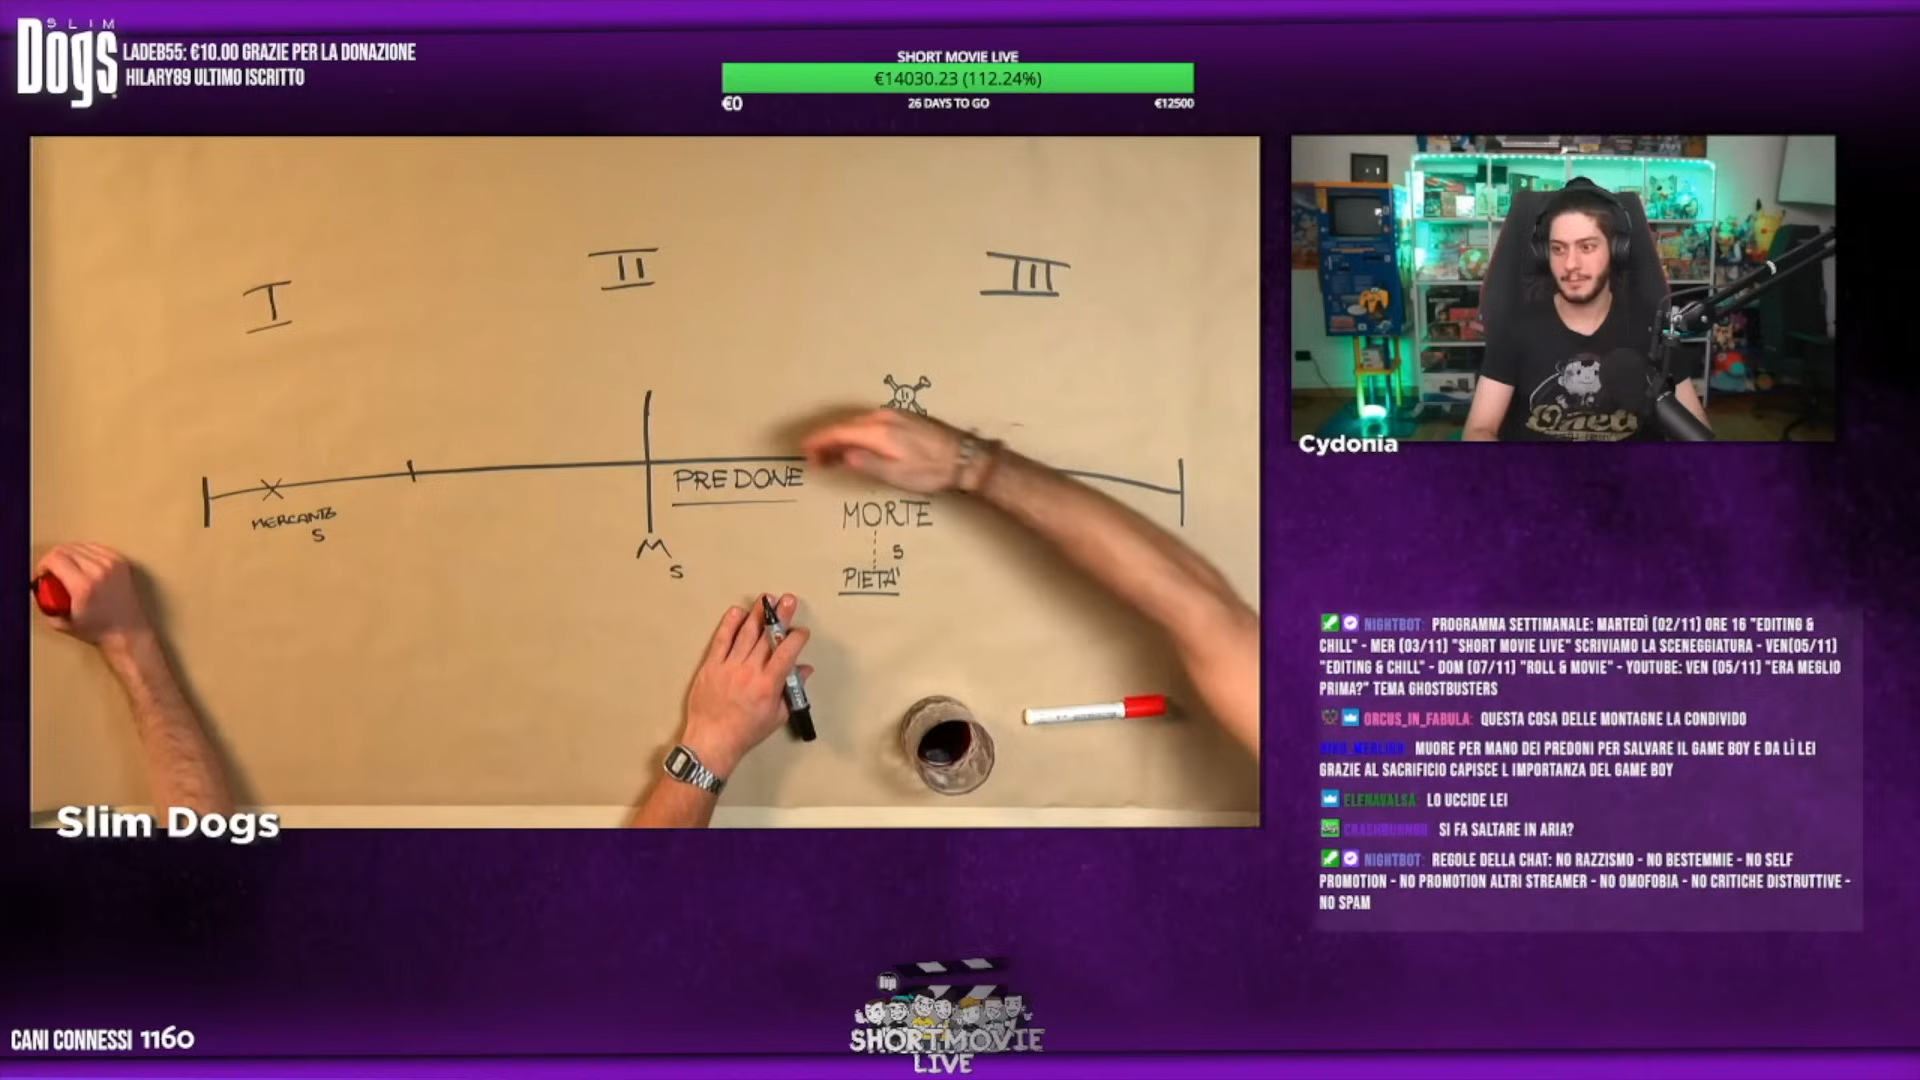 SLIM
Dogs
LADEB55: €10.00 GRAZIE PER LA DONAZIONE
HILARY89 ULTIMO ISCRITTO
SHORT MOVIE LIVE
€14030.23 (112.24%)
€0
26 DAYS TO GO
€12500
I
II
III
PREDONE
MERCANTE
S
MORTE
M
S
S
PIETA'
Slim Dogs
Cydonia
NIGHTBOT: PROGRAMMA SETTIMANALE: MARTEDÌ (02/11) ORE 16 "EDITING &
CHILL" - MER (03/11) "SHORT MOVIE LIVE" SCRIVIAMO LA SCENEGGIATURA - VEN(05/11)
"EDITING & CHILL" - DOM (07/11) "ROLL & MOVIE" - YOUTUBE: VEN (05/11) "ERA MEGLIO
PRIMA?" TEMA GHOSTBUSTERS
ORCUS_IN_FABULA: QUESTA COSA DELLE MONTAGNE LA CONDIVIDO
MUORE PER MANO DEI PREDONI PER SALVARE IL GAME BOY E DA LÌ LEI
GRAZIE AL SACRIFICIO CAPISCE L IMPORTANZA DEL GAME BOY
ELENAVALSA: LO UCCIDE LEI
SI FA SALTARE IN ARIA?
NIGHTBOT: REGOLE DELLA CHAT: NO RAZZISMO - NO BESTEMMIE - NO SELF
PROMOTION - NO PROMOTION ALTRI STREAMER - NO OMOFOBIA - NO CRITICHE DISTRUTTIVE -
NO SPAM
CANI CONNESSI 1160
SHORTMOVIE
LIVE